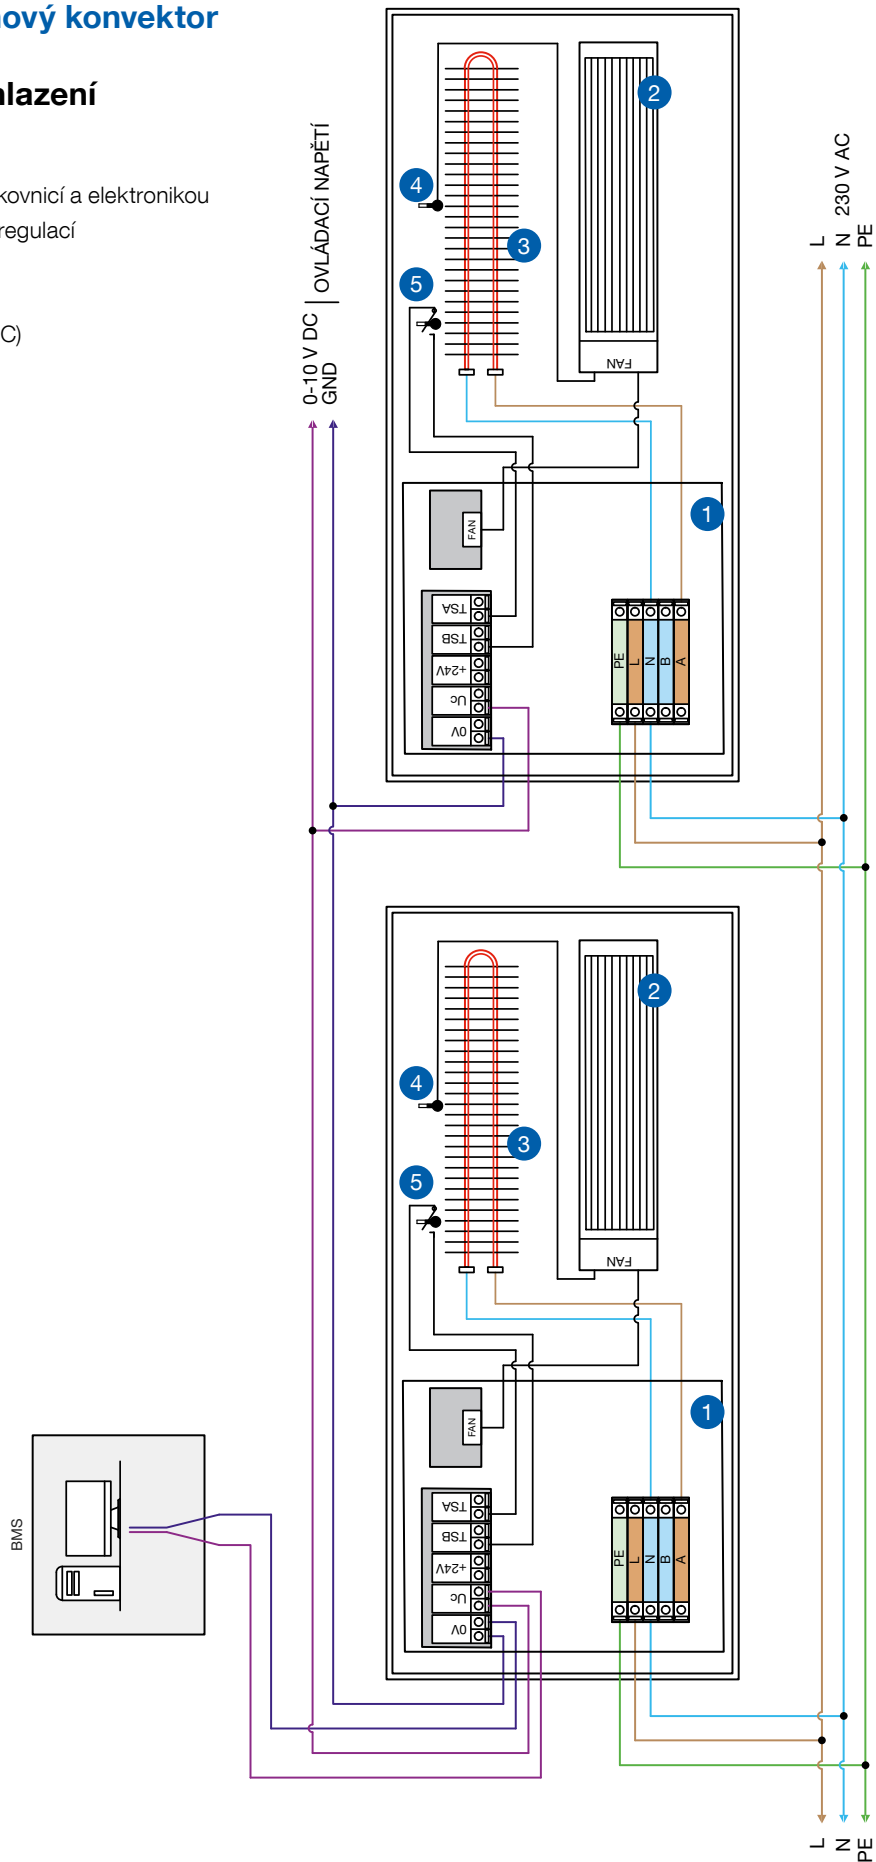 nový konvektor
hlazení
kovnicí a elektronikou
regulací
C)
0-10 V DC
GND
OVLÁDACÍ NAPĚTÍ
L
N
PE
230 V AC
4
2
3
5
FAN
1
FAN
TSA
TSB
+24V
Uc
0V
PE
L
N
B
A
2
4
3
5
FAN
1
FAN
TSA
TSB
+24V
Uc
0V
PE
L
N
B
A
BMS
L
N
PE